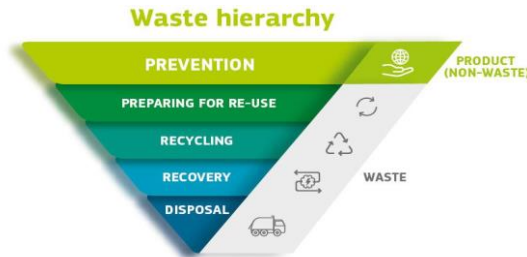 Waste hierarchy
PREVENTION
PRODUCT
(NON-WASTE)
PREPARING FOR RE-USE
RECYCLING
RECOVERY
WASTE
DISPOSAL